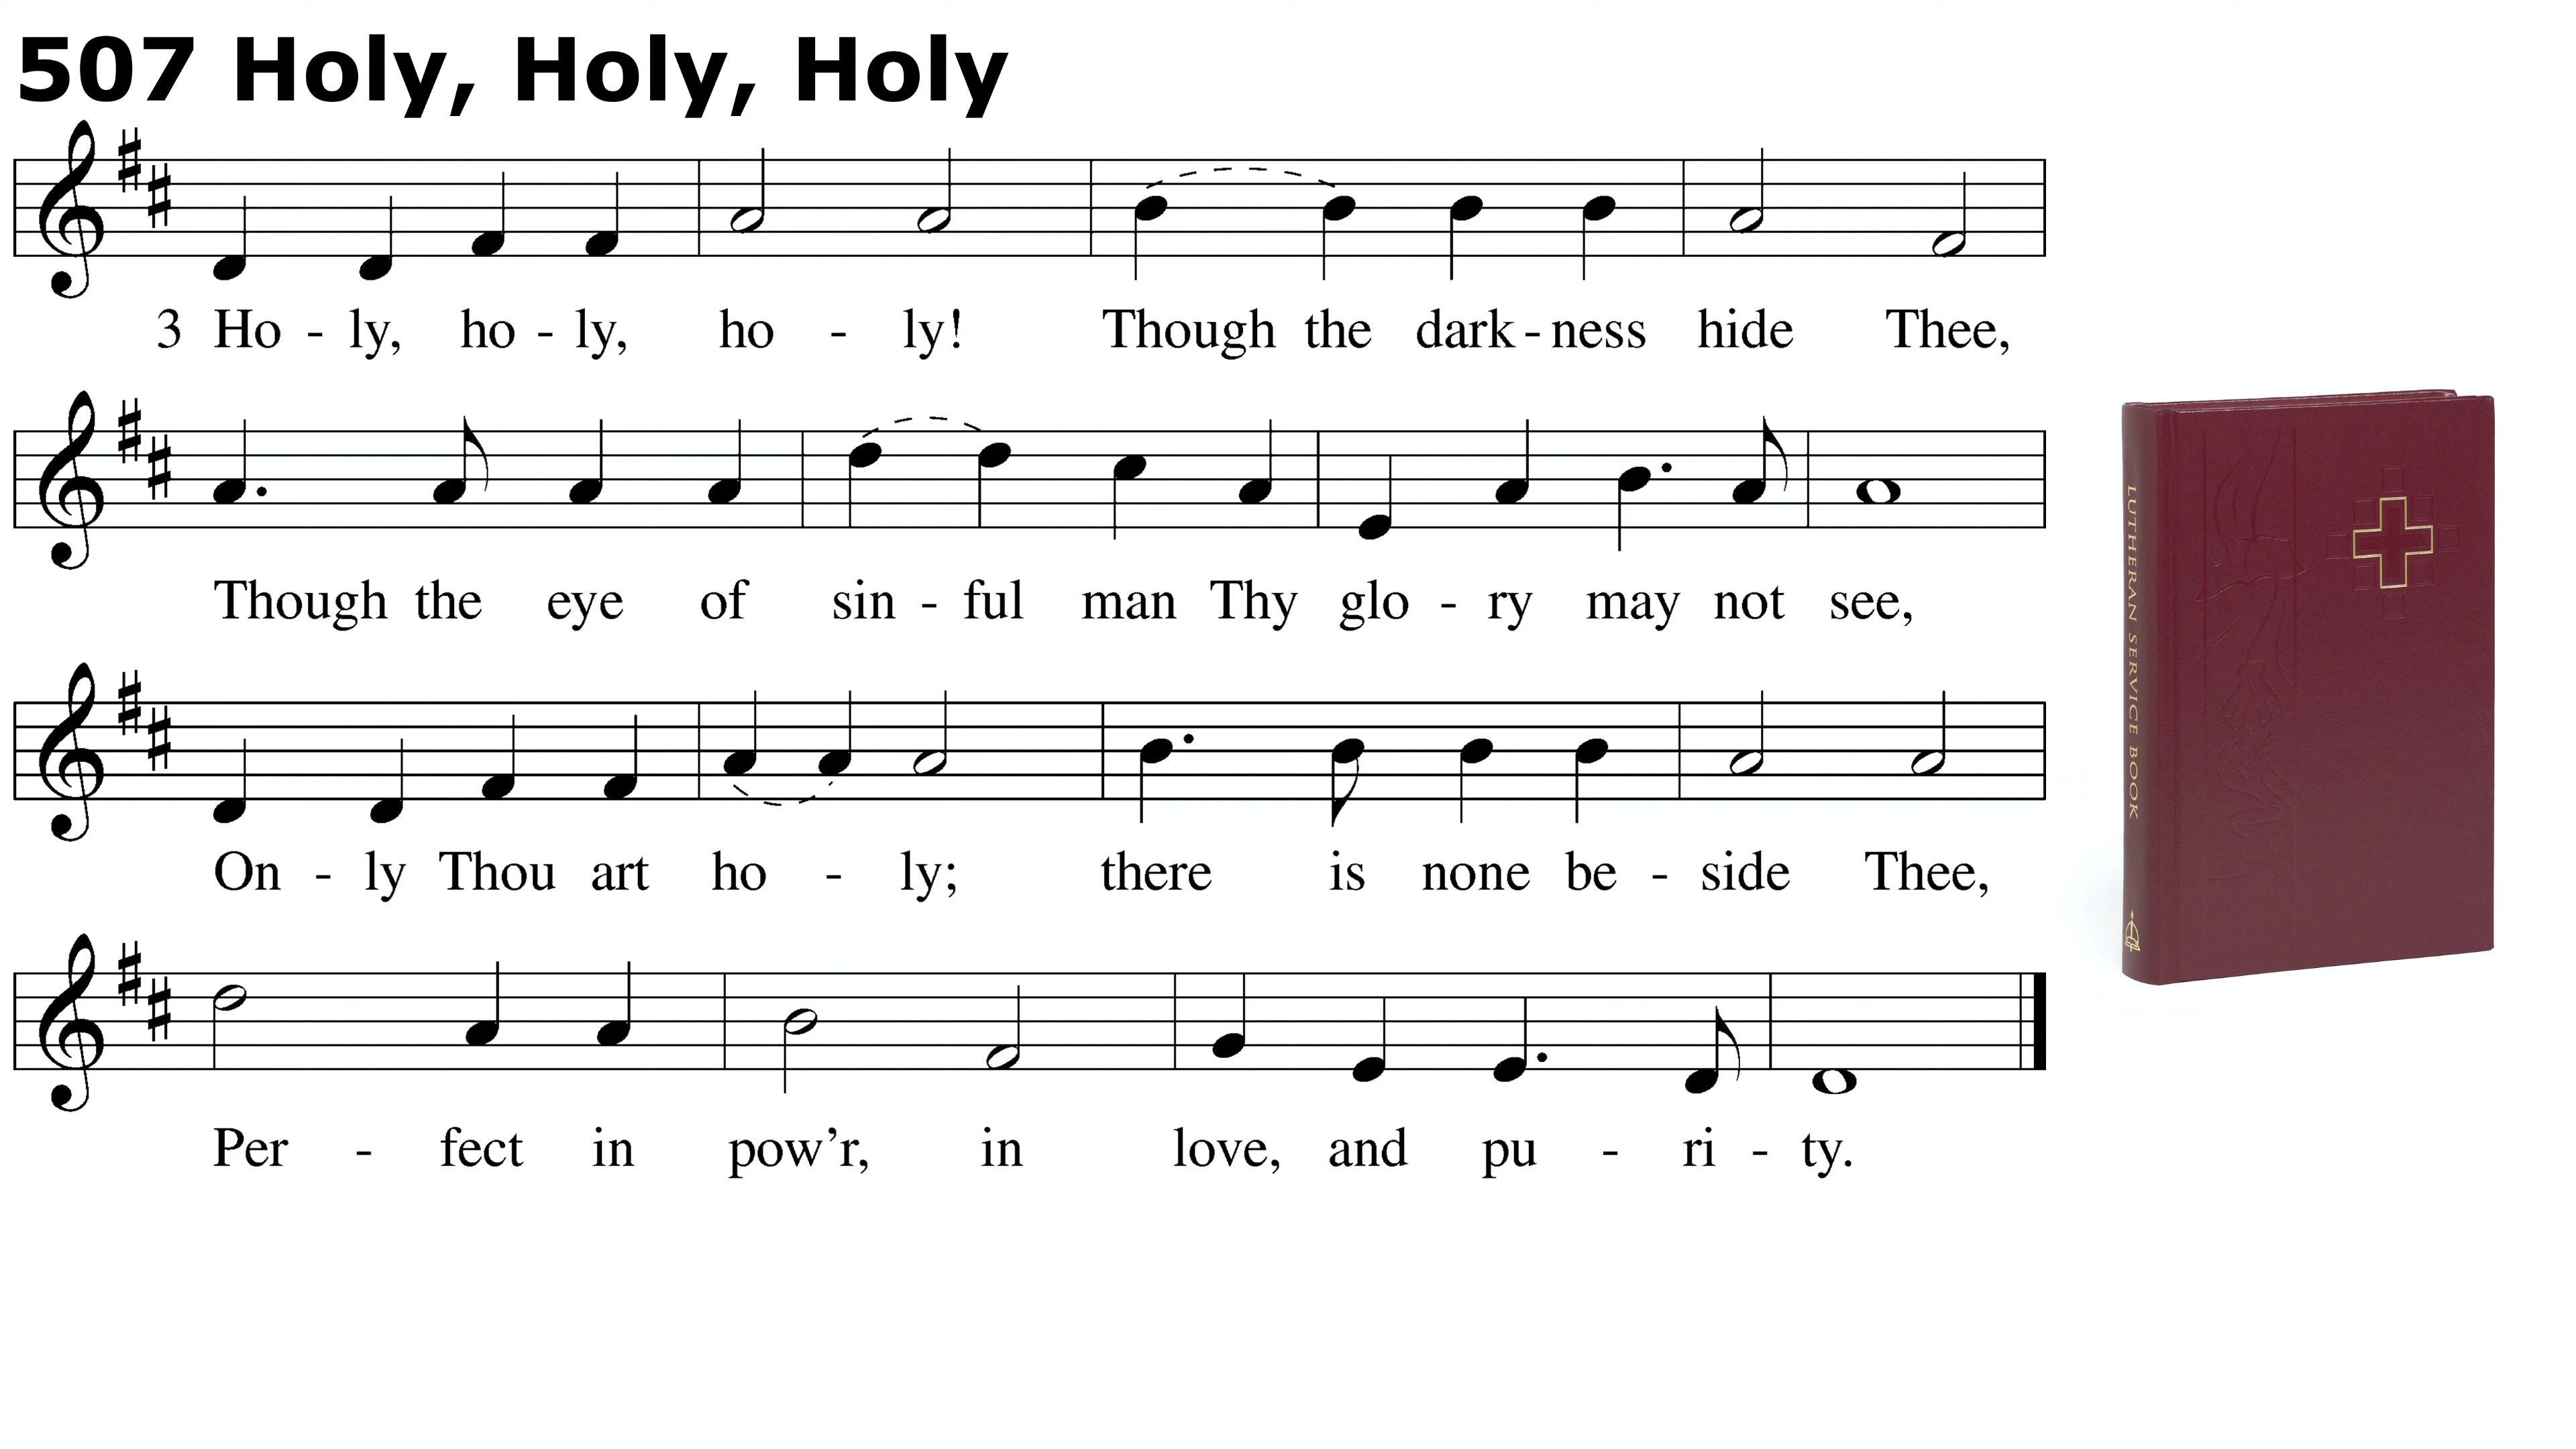 507 Holy, Holy, Holy
3 Ho - ly, ho - ly, ho - ly! Though the dark - ness hide Thee,
Though the eye of sin - ful man Thy glo - ry may not see,
On - ly Thou art ho - ly; there is none be - side Thee,
Per - fect in pow’r, in love, and pu - ri - ty.
LUTHERAN SERVICE BOOK